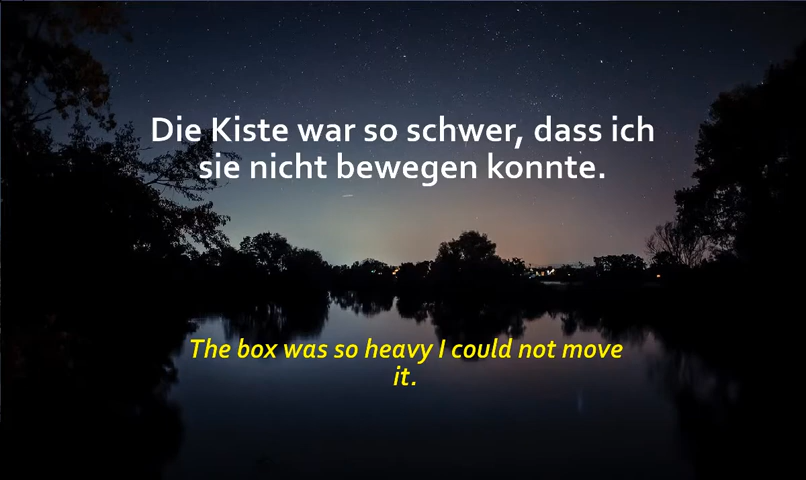 Die Kiste war so schwer, dass ich
sie nicht bewegen konnte.
The box was so heavy I could not move
it.